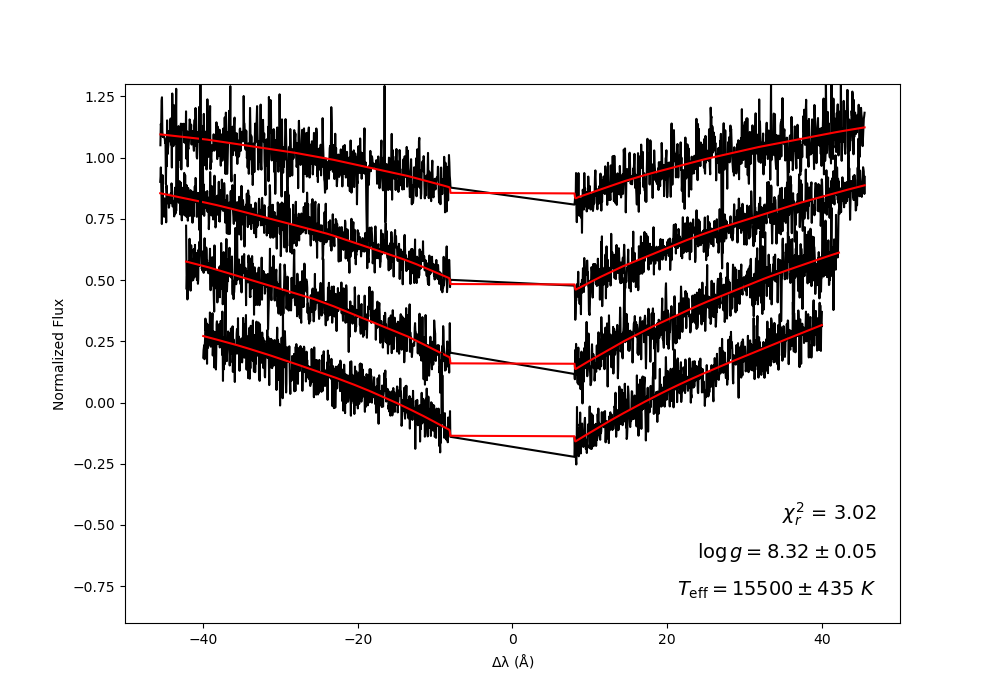 1.25
1.00
0.75
0.50
0.25
0.00
−0.25
−0.50
−0.75
Normalized Flux
χ²ᵣ = 3.02
log g = 8.32 ± 0.05
T_eff = 15500 ± 435 K
−40 −20 0 20 40
Δλ (Å)